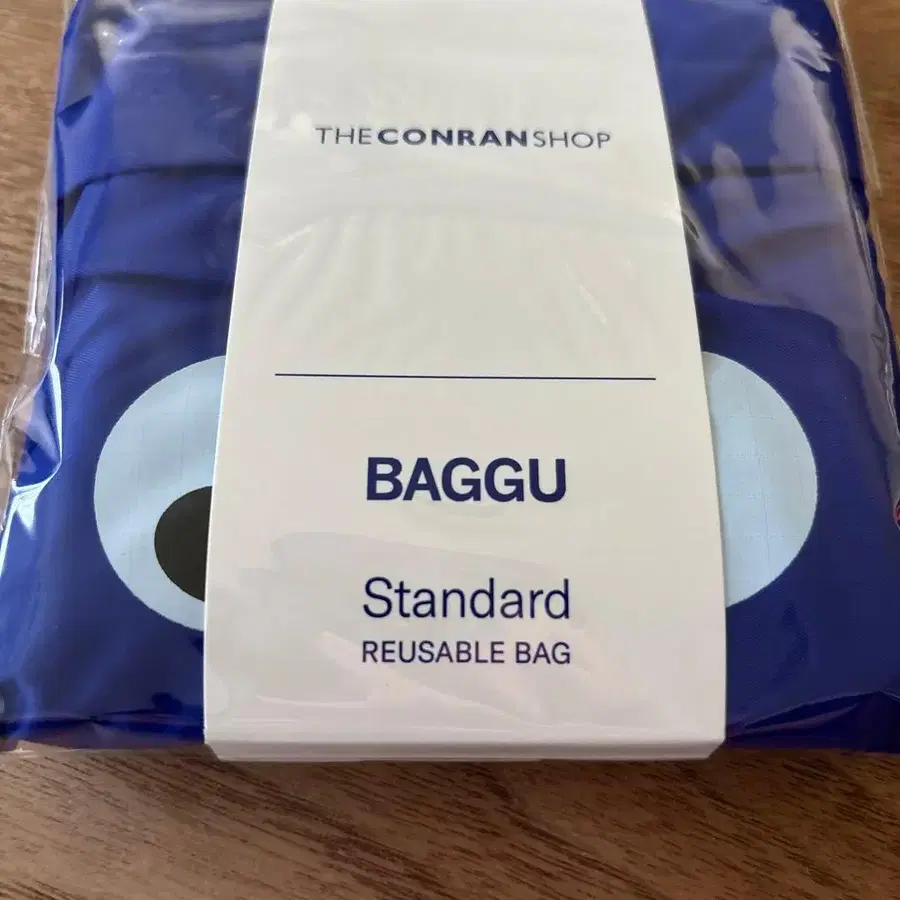 THECONRANSHOP
BAGGU
Standard
REUSABLE BAG